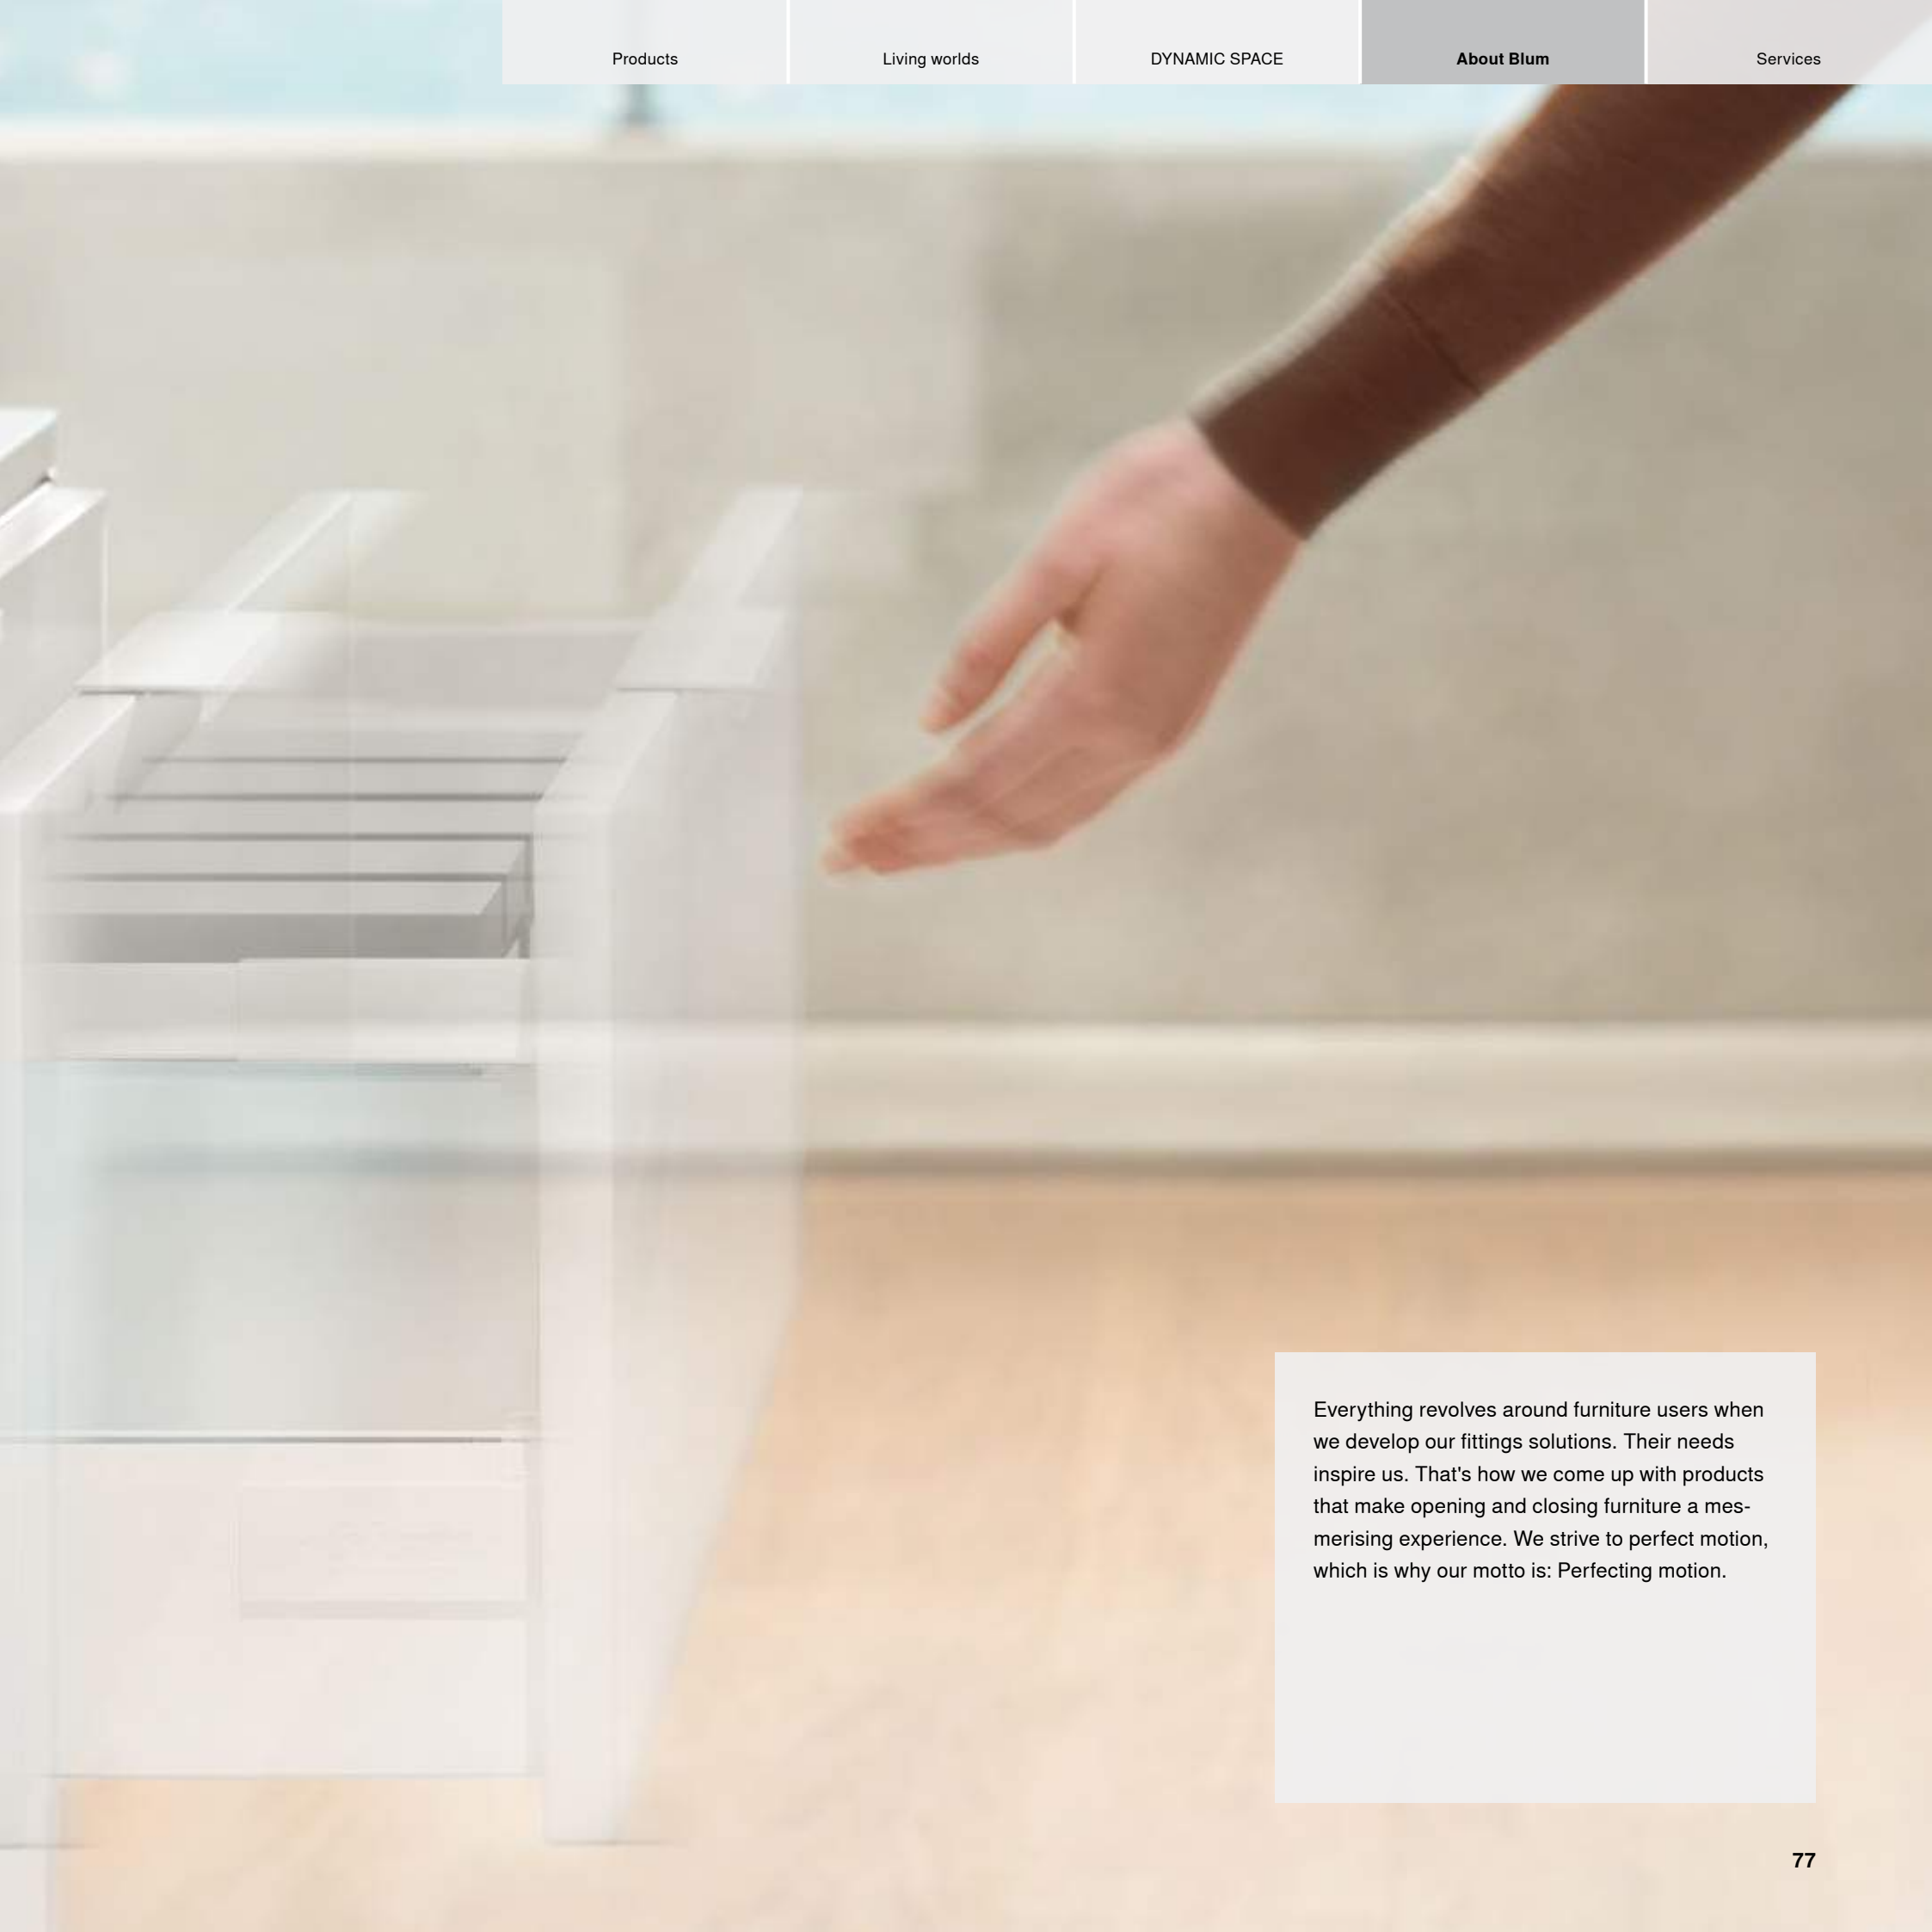 Products
Living worlds
DYNAMIC SPACE
About Blum
Services
Everything revolves around furniture users when
we develop our fittings solutions. Their needs
inspire us. That's how we come up with products
that make opening and closing furniture a mes-
merising experience. We strive to perfect motion,
which is why our motto is: Perfecting motion.
77